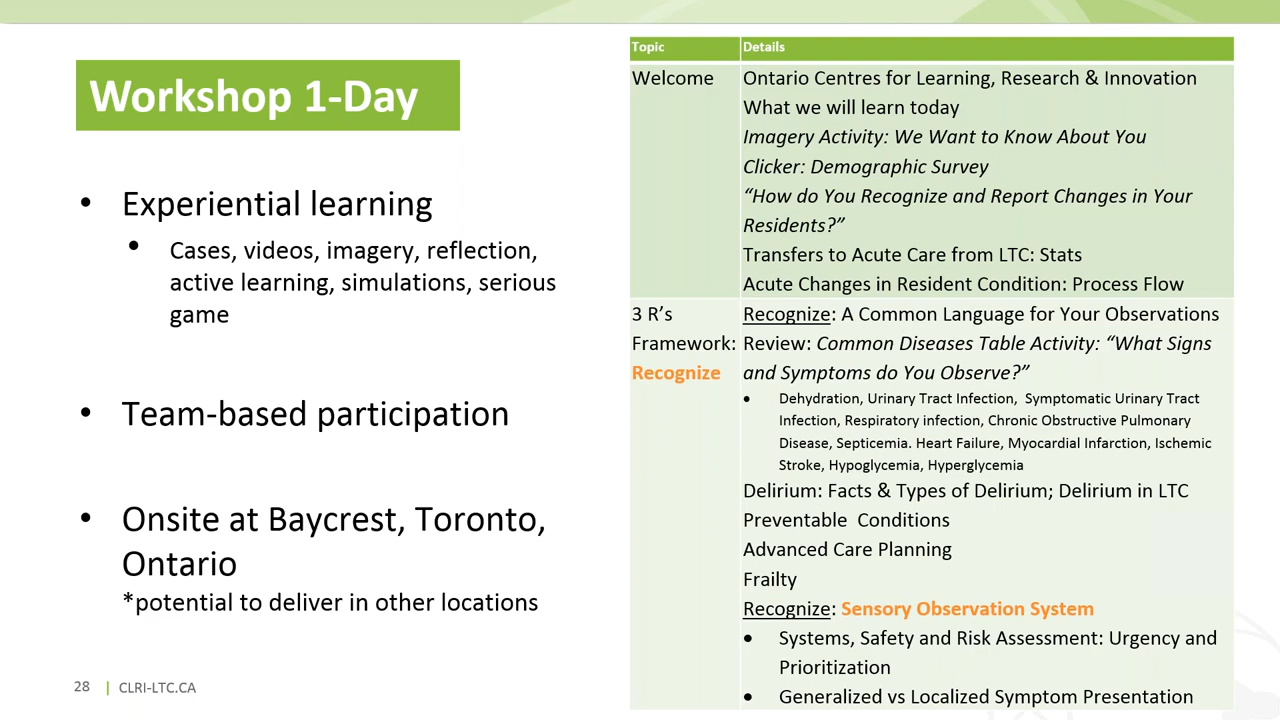 Workshop 1-Day
• Experiential learning
• Cases, videos, imagery, reflection,
active learning, simulations, serious
game
• Team-based participation
• Onsite at Baycrest, Toronto,
Ontario
*potential to deliver in other locations
28 | CLRI-LTC.CA
Topic Details
Welcome Ontario Centres for Learning, Research & Innovation
What we will learn today
Imagery Activity: We Want to Know About You
Clicker: Demographic Survey
“How do You Recognize and Report Changes in Your
Residents?”
Transfers to Acute Care from LTC: Stats
Acute Changes in Resident Condition: Process Flow
3 R’s Recognize: A Common Language for Your Observations
Framework: Review: Common Diseases Table Activity: “What Signs
Recognize and Symptoms do You Observe?”
• Dehydration, Urinary Tract Infection, Symptomatic Urinary Tract
Infection, Respiratory infection, Chronic Obstructive Pulmonary
Disease, Septicemia. Heart Failure, Myocardial Infarction, Ischemic
Stroke, Hypoglycemia, Hyperglycemia
Delirium: Facts & Types of Delirium; Delirium in LTC
Preventable Conditions
Advanced Care Planning
Frailty
Recognize: Sensory Observation System
• Systems, Safety and Risk Assessment: Urgency and
Prioritization
• Generalized vs Localized Symptom Presentation